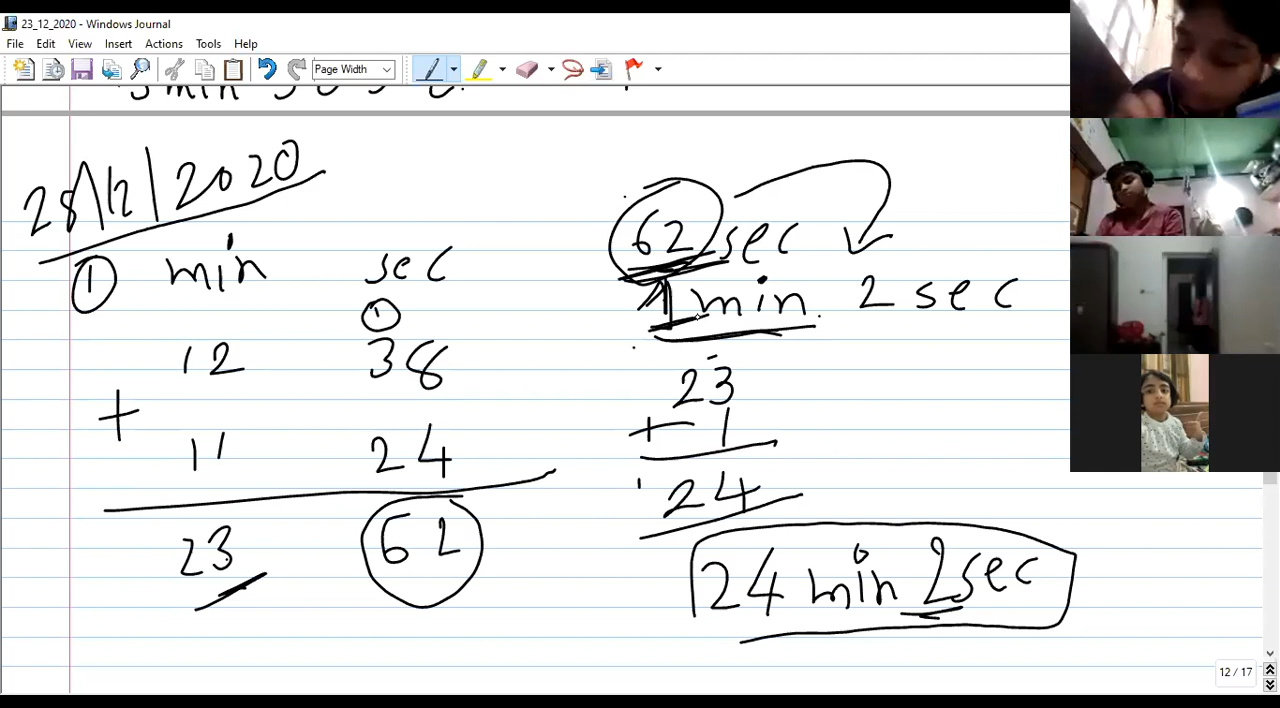 23_12_2020 - Windows Journal
File Edit View Insert Actions Tools Help
Page Width
3 min
28/12/2020
① min sec
①
12 38
+
11 24
23 62
62 sec
1 min. 2 sec
23
+ 1
24
24 min 2 sec
12 / 17